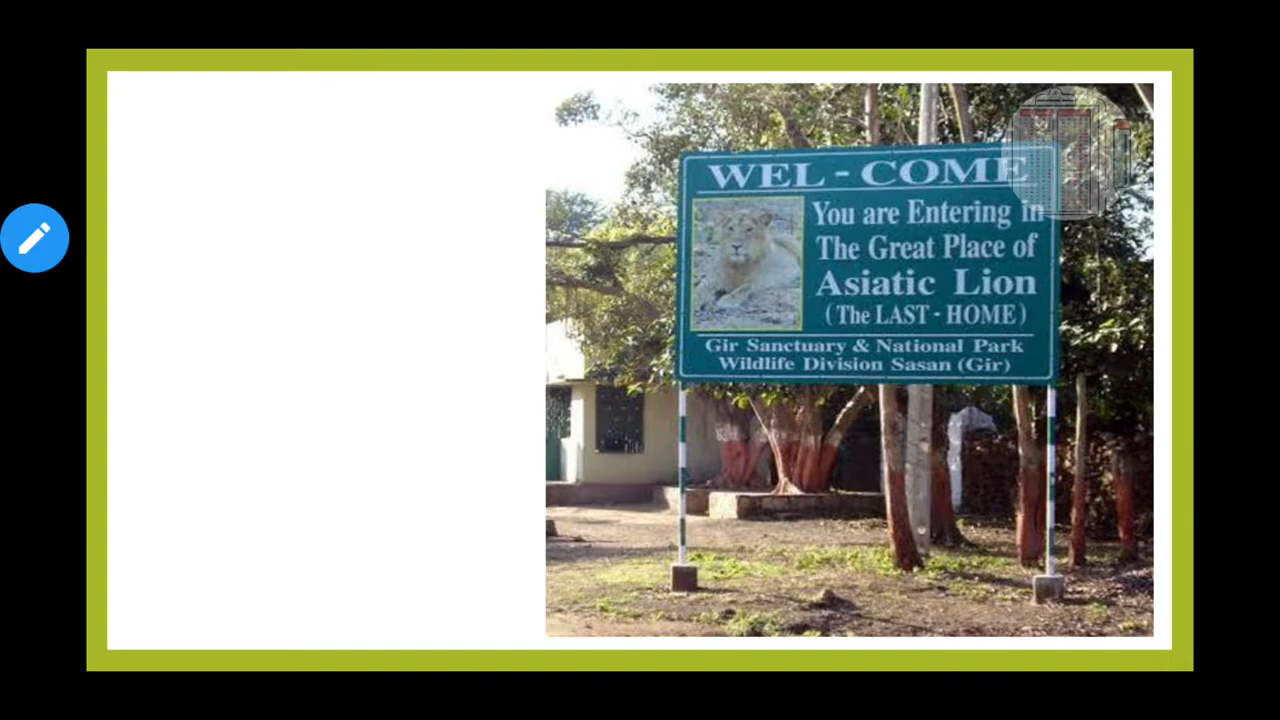 WEL - COME
You are Entering in
The Great Place of
Asiatic Lion
(The LAST - HOME)
Gir Sanctuary & National Park
Wildlife Division Sasan (Gir)